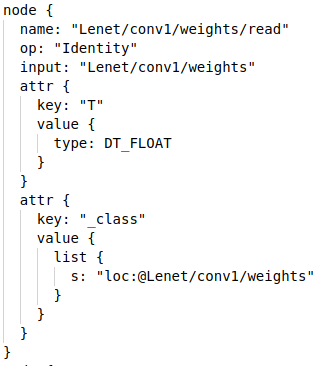 node {
  name: "Lenet/conv1/weights/read"
  op: "Identity"
  input: "Lenet/conv1/weights"
  attr {
    key: "T"
    value {
      type: DT_FLOAT
    }
  }
  attr {
    key: "_class"
    value {
      list {
        s: "loc:@Lenet/conv1/weights"
      }
    }
  }
}